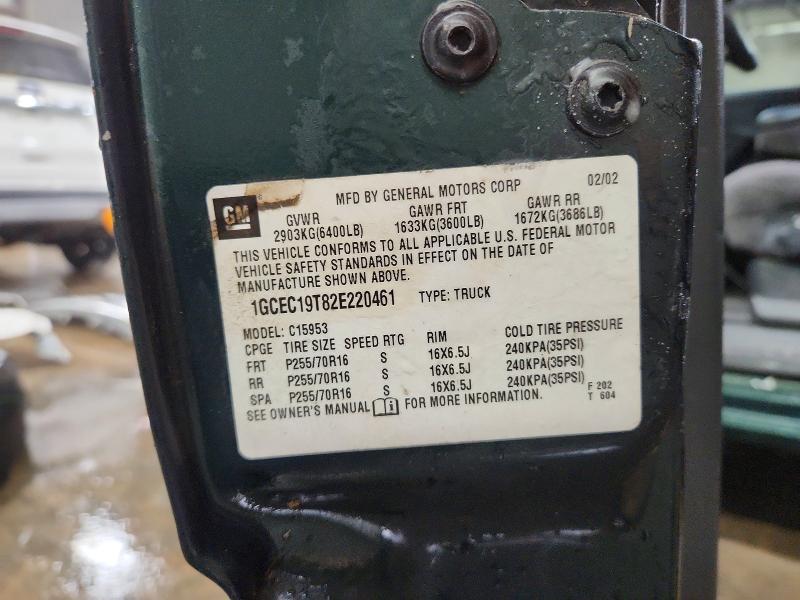 GM
MFD BY GENERAL MOTORS CORP 02/02
GVWR GAWR FRT GAWR RR
2903KG(6400LB) 1633KG(3600LB) 1672KG(3686LB)
THIS VEHICLE CONFORMS TO ALL APPLICABLE U.S. FEDERAL MOTOR
VEHICLE SAFETY STANDARDS IN EFFECT ON THE DATE OF
MANUFACTURE SHOWN ABOVE.
1GCEC19T82E220461 TYPE: TRUCK
MODEL: C15953
CPGE TIRE SIZE SPEED RTG RIM COLD TIRE PRESSURE
FRT P255/70R16 S 16X6.5J 240KPA(35PSI)
RR P255/70R16 S 16X6.5J 240KPA(35PSI)
SPA P255/70R16 S 16X6.5J 240KPA(35PSI)
SEE OWNER'S MANUAL FOR MORE INFORMATION.
F 202
T 604